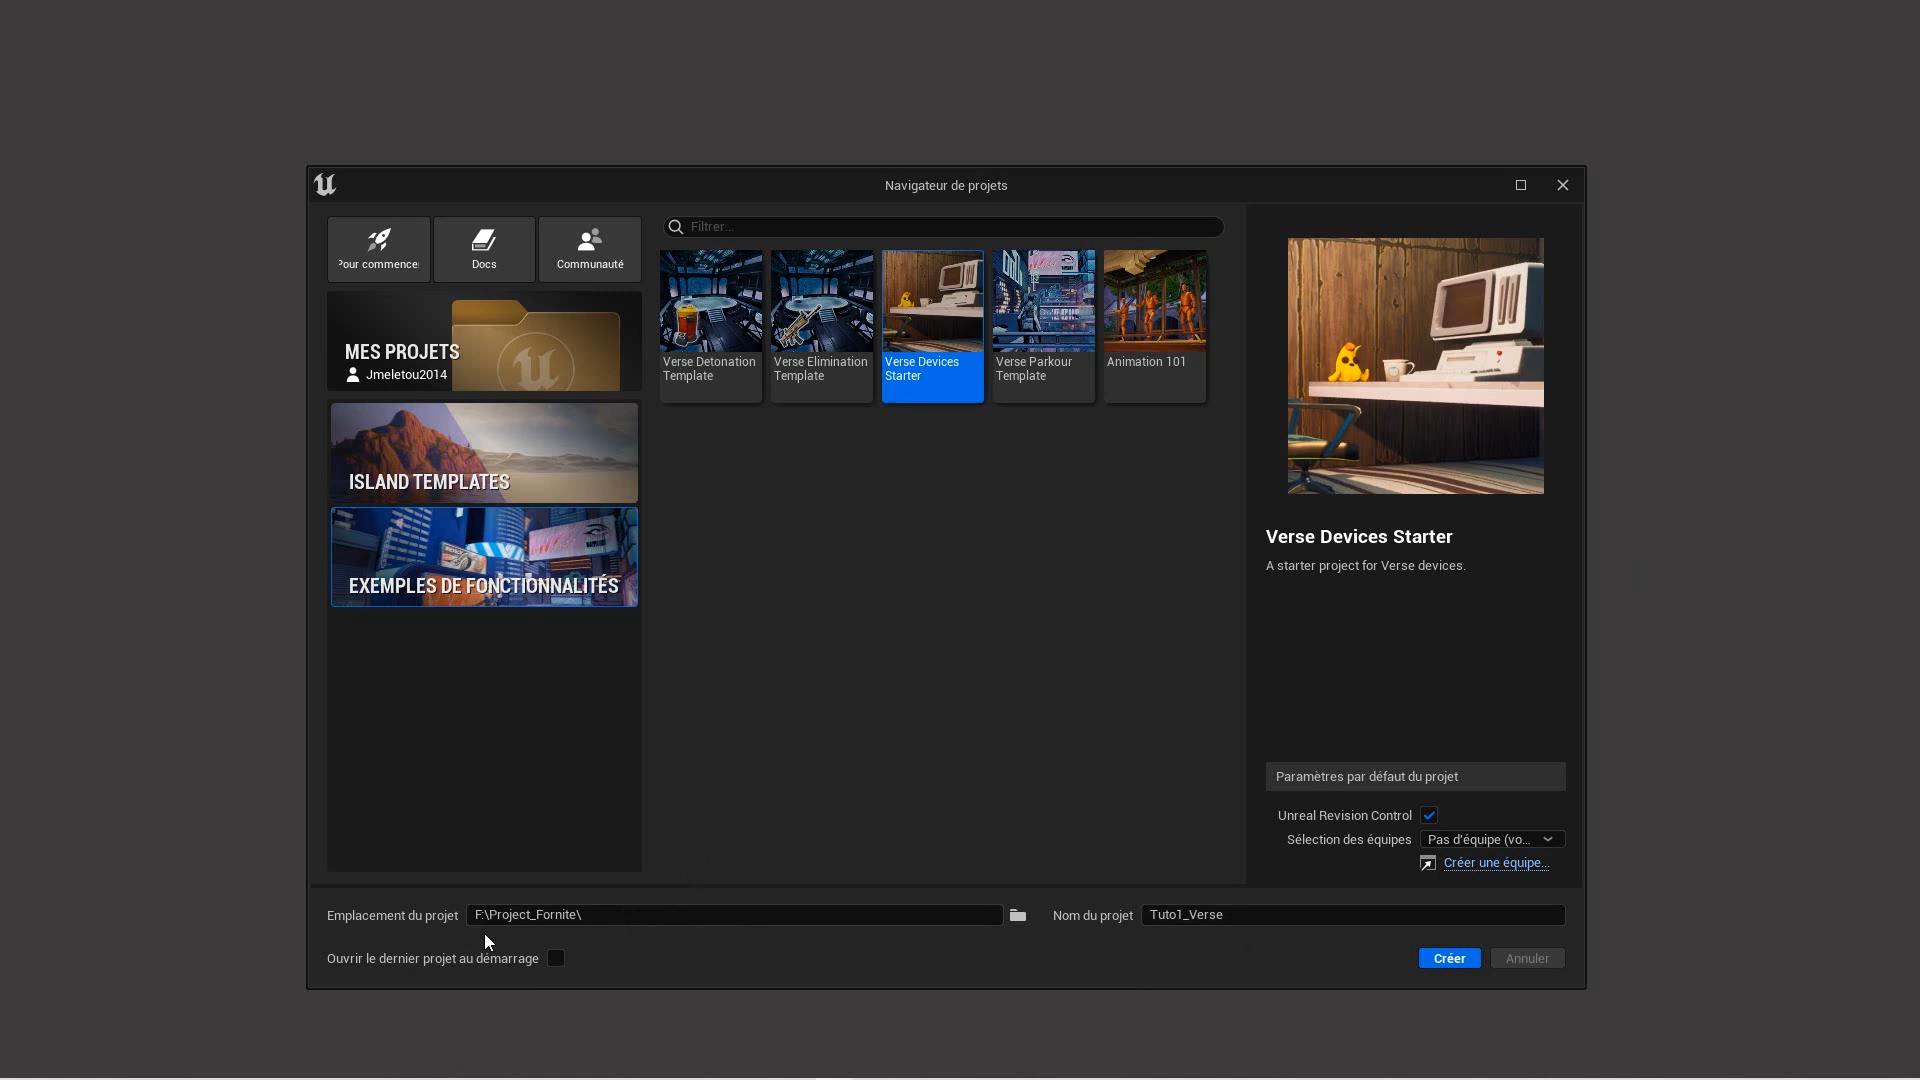 Navigateur de projets
Pour commencer
Docs
Communauté
MES PROJETS
Jmeletou2014
ISLAND TEMPLATES
EXEMPLES DE FONCTIONNALITÉS
Filtrer...
Verse Detonation
Template
Verse Elimination
Template
Verse Devices
Starter
Verse Parkour
Template
Animation 101
Verse Devices Starter
A starter project for Verse devices.
Paramètres par défaut du projet
Unreal Revision Control
Sélection des équipes
Pas d'équipe (vo...
Créer une équipe...
Emplacement du projet
F:\Project_Fornite\
Nom du projet
Tuto1_Verse
Ouvrir le dernier projet au démarrage
Créer
Annuler